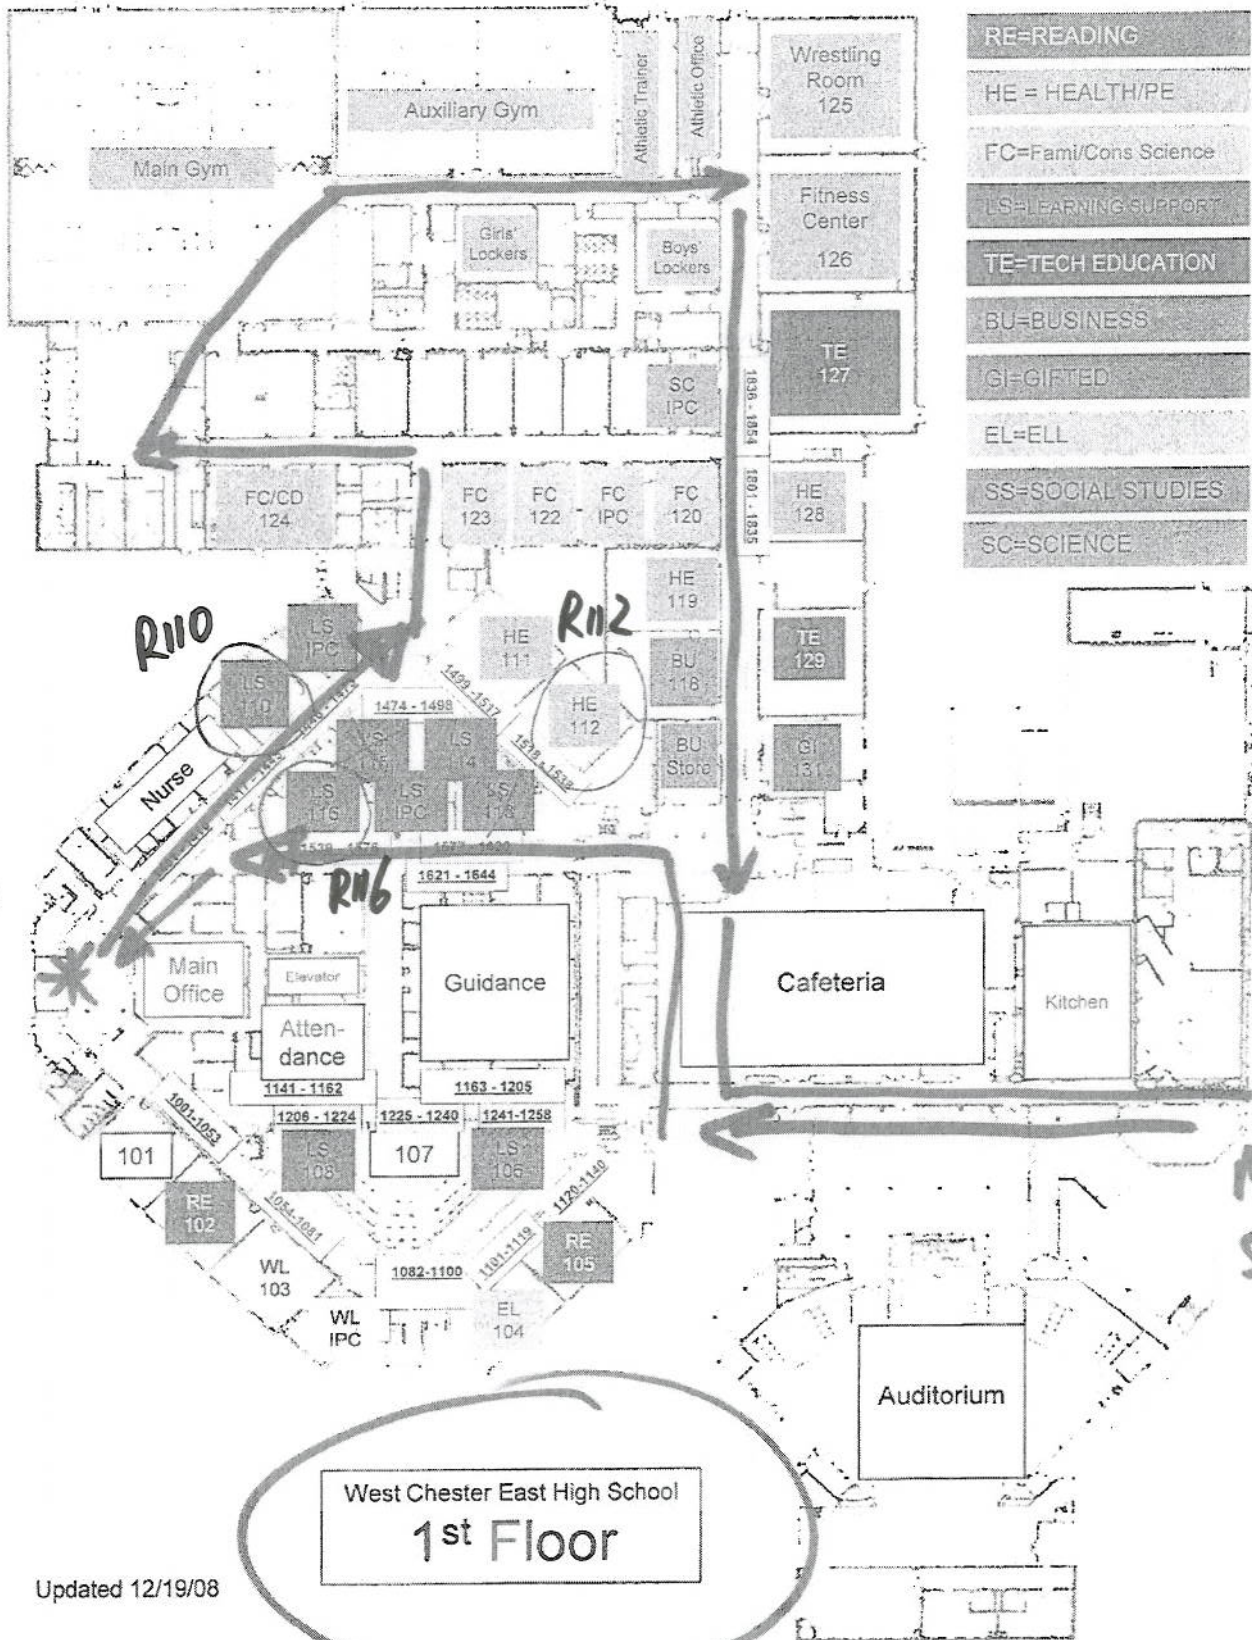 Main Gym
Auxiliary Gym
Athletic Trainer
Athletic Office
Wrestling
Room
125
Fitness
Center
126
Girls'
Lockers
Boys'
Lockers
TE
127
SC
IPC
1836 - 1854
1801 - 1835
RE=READING
HE = HEALTH/PE
FC=Fami/Cons Science
LS=LEARNING SUPPORT
TE=TECH EDUCATION
BU=BUSINESS
GI=GIFTED
EL=ELL
SS=SOCIAL STUDIES
SC=SCIENCE
FC/CD
124
FC
123
FC
122
FC
IPC
FC
120
HE
128
HE
119
R110
LS
IPC
HE
111
R112
TE
129
BU
118
LS
110
1499 -1517
1474 - 1498
HE
112
1518 - 1538
BU
Store
GI
131
Nurse
LS
115
LS
114
LS
116
LS
IPC
LS
113
1621 - 1644
R116
Main
Office
Elevator
Atten-
dance
Guidance
Cafeteria
Kitchen
1141 - 1162
1163 - 1205
1206 - 1224
1225 - 1240
1241-1258
1001-1053
101
LS
108
107
LS
106
1120-1140
RE
102
1054-1081
1101-1119
RE
105
WL
103
1082-1100
WL
IPC
EL
104
Auditorium
West Chester East High School
1st Floor
Updated 12/19/08